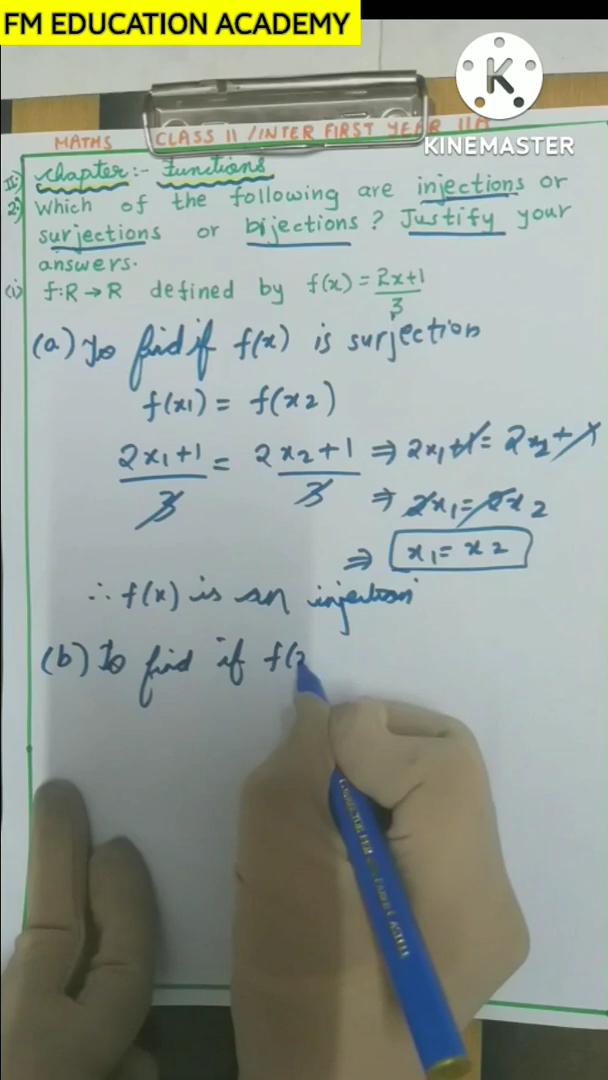 FM EDUCATION ACADEMY
K
KINEMASTER
MATHS CLASS 11 / INTER FIRST YEAR 11A
II) Chapter:- Functions
2) Which of the following are injections or
surjections or bijections? Justify your
answers.
(i) f:R→R defined by f(x) = 2x+1/3
(a) To find if f(x) is surjection
f(x1) = f(x2)
2x1+1/3 = 2x2+1/3 ⇒ 2x1+1 = 2x2+1
⇒ 2x1 = 2x2
⇒ x1 = x2
∴ f(x) is an injection
(b) To find if f(